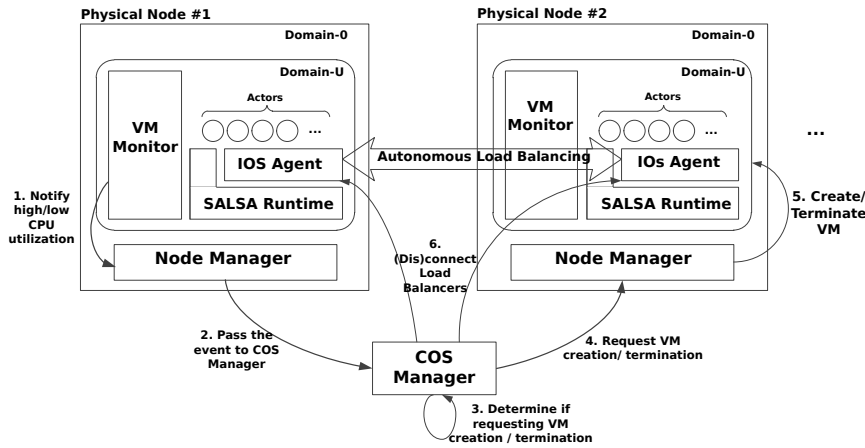 Physical Node #1
Physical Node #2
Domain-0
Domain-0
Domain-U
Domain-U
VM
Monitor
Actors
...
IOS Agent
SALSA Runtime
Autonomous Load Balancing
VM
Monitor
Actors
...
IOs Agent
SALSA Runtime
...
1. Notify
high/low
CPU
utilization
Node Manager
6.
(Dis)connect
Load
Balancers
Node Manager
5. Create/
Terminate
VM
2. Pass the
event to COS
Manager
COS
Manager
4. Request VM
creation/ termination
3. Determine if
requesting VM
creation / termination